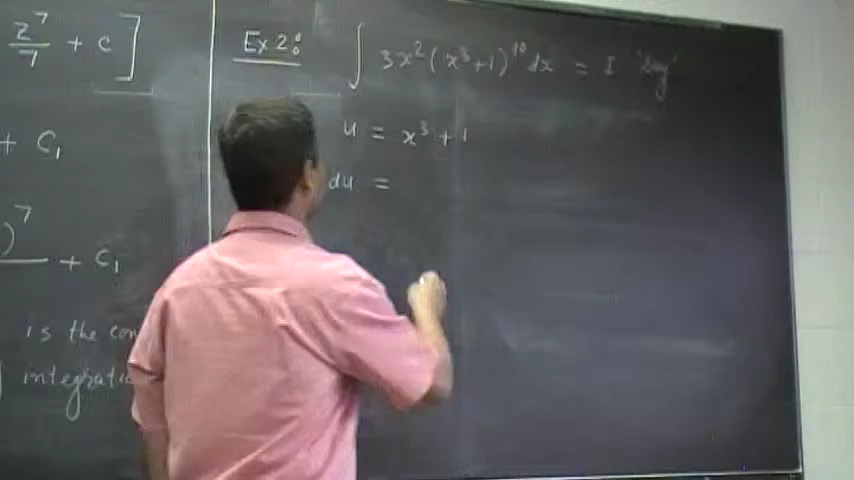 z^7/7 + c ]
+ C₁
)^7 + C₁
is the con
integratio
Ex 2:
∫ 3x²(x³+1)^10 dx = I "Say"
u = x³ + 1
du =